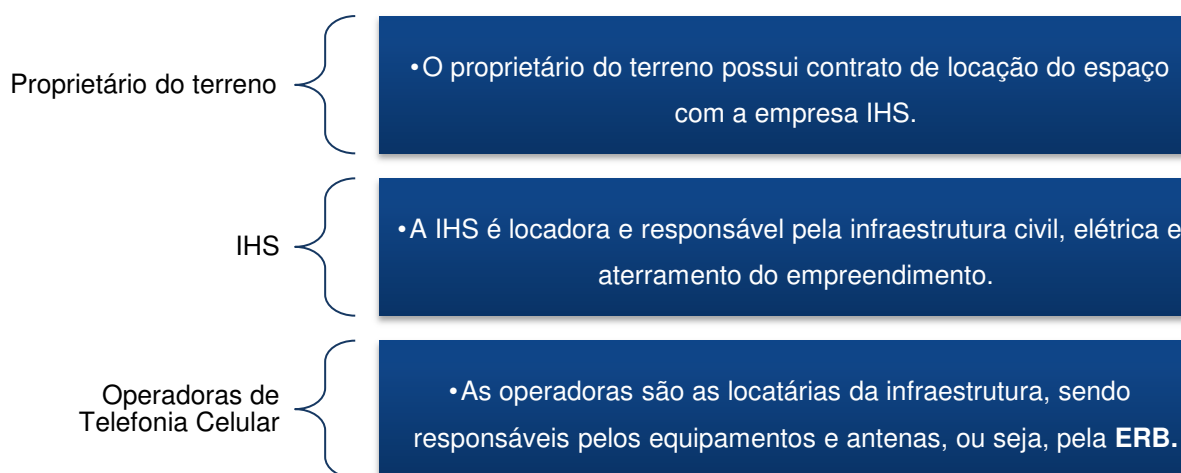 Proprietário do terreno
•O proprietário do terreno possui contrato de locação do espaço
com a empresa IHS.
IHS
•A IHS é locadora e responsável pela infraestrutura civil, elétrica e
aterramento do empreendimento.
Operadoras de
Telefonia Celular
•As operadoras são as locatárias da infraestrutura, sendo
responsáveis pelos equipamentos e antenas, ou seja, pela ERB.